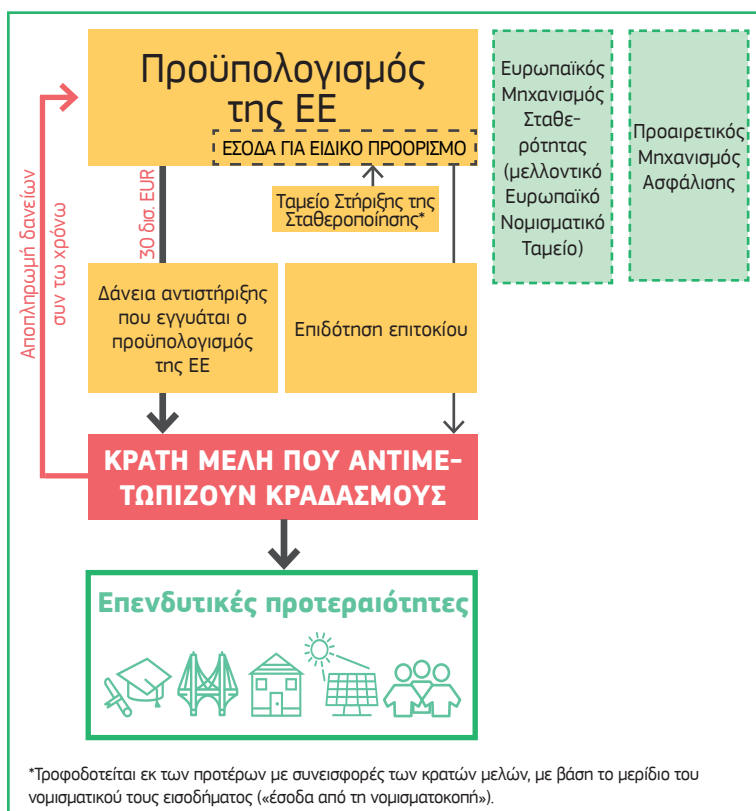 Προϋπολογισμός
της ΕΕ
ΕΣΟΔΑ ΓΙΑ ΕΙΔΙΚΟ ΠΡΟΟΡΙΣΜΟ
Ευρωπαϊκός
Μηχανισμός
Σταθε-
ρότητας
(μελλοντικό
Ευρωπαϊκό
Νομισματικό
Ταμείο)
Προαιρετικός
Μηχανισμός
Ασφάλισης
Αποπληρωμή δανείων
συν τω χρόνω
30 δισ. EUR
Ταμείο Στήριξης της
Σταθεροποίησης*
Δάνεια αντιστήριξης
που εγγυάται ο
προϋπολογισμός
της ΕΕ
Επιδότηση επιτοκίου
ΚΡΑΤΗ ΜΕΛΗ ΠΟΥ ΑΝΤΙΜΕ-
ΤΩΠΙΖΟΥΝ ΚΡΑΔΑΣΜΟΥΣ
Επενδυτικές προτεραιότητες
*Τροφοδοτείται εκ των προτέρων με συνεισφορές των κρατών μελών, με βάση το μερίδιο του
νομισματικού τους εισοδήματος («έσοδα από τη νομισματοκοπή»).